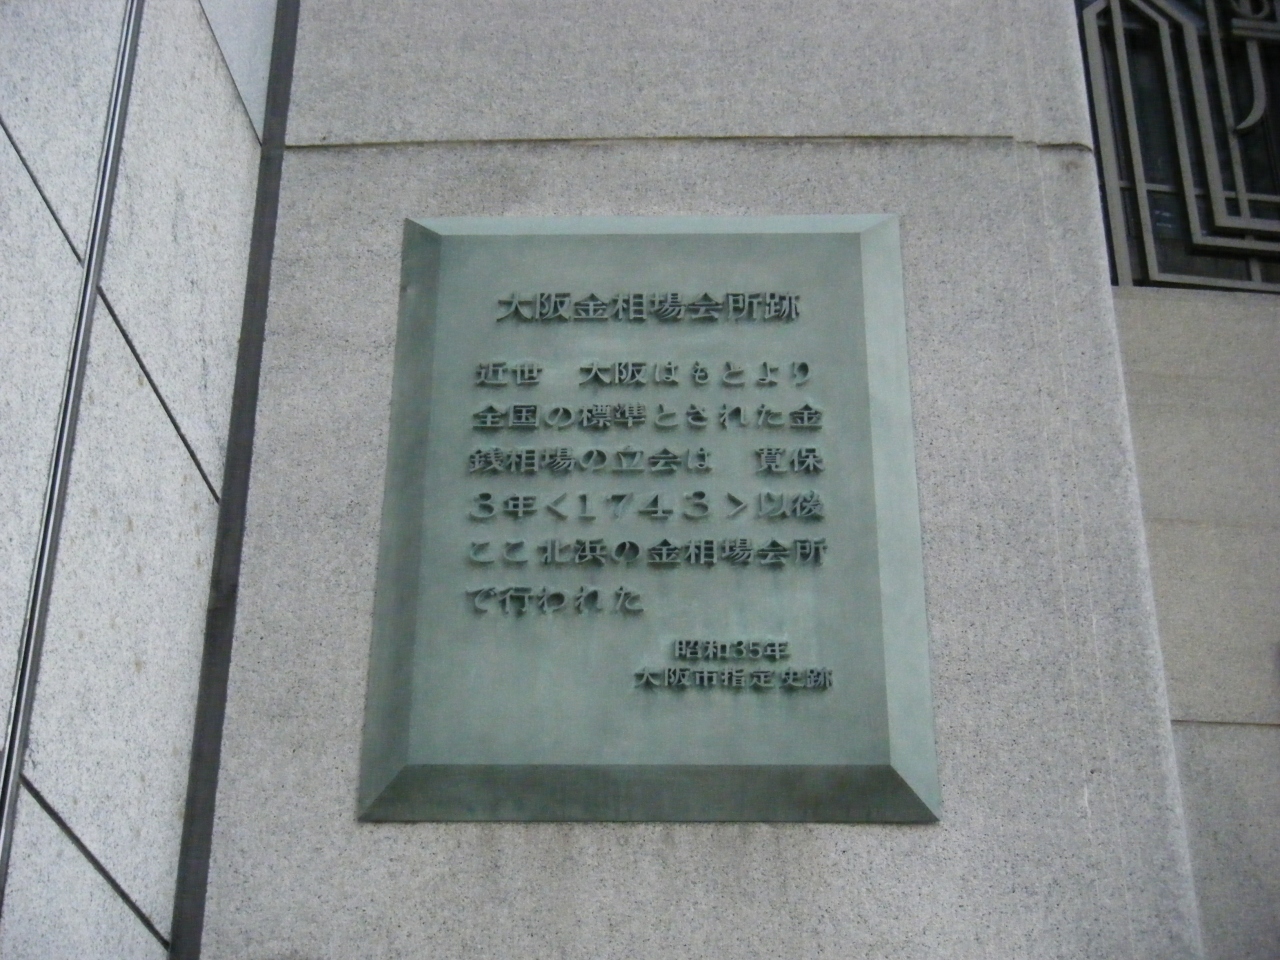 大阪金相場会所跡
近世　大阪はもとより
全国の標準とされた金
銭相場の立会は　寛保
3年<1743>以後
ここ北浜の金相場会所
で行われた
昭和35年
大阪市指定史跡